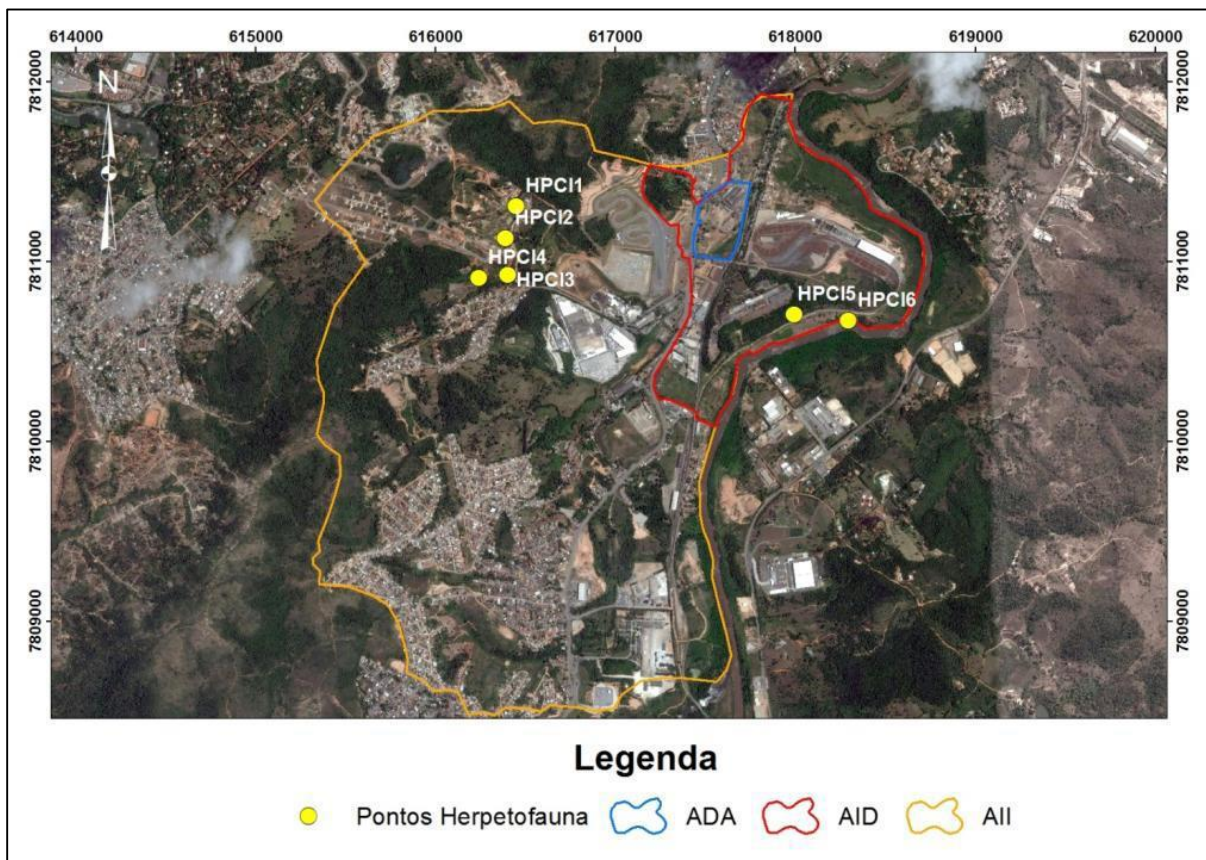 614000 615000 616000 617000 618000 619000 620000
7812000 7812000
N
HPCI1
HPCI2
7811000 7811000
HPCI4
HPCI3
HPCI5 HPCI6
7810000 7810000
7809000 7809000
Legenda
Pontos Herpetofauna ADA AID AII